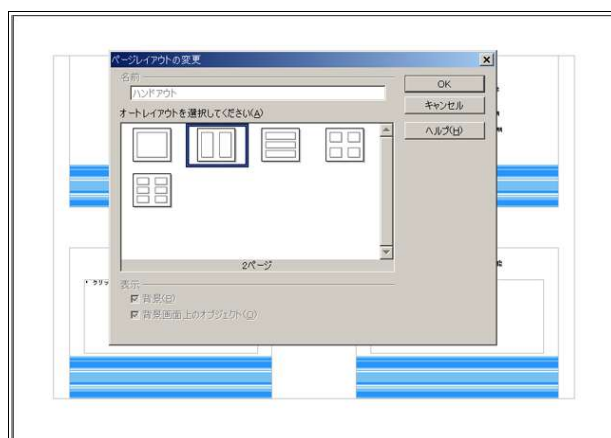 ページレイアウトの変更
名前
ハンドアウト
オートレイアウトを選択してください(A)
2ページ
表示
背景(B)
背景画面上のオブジェクト(O)
OK
キャンセル
ヘルプ(H)